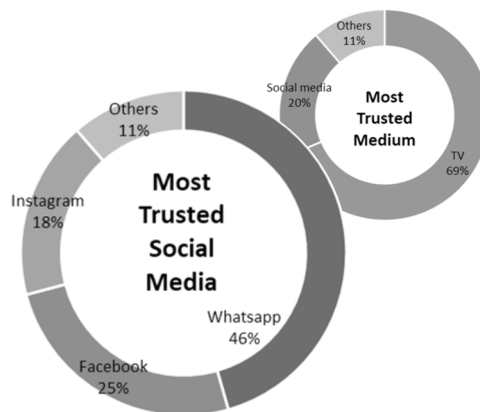 Others
11%
Social media
20%
Most
Trusted
Medium
TV
69%
Others
11%
Instagram
18%
Most
Trusted
Social
Media
Whatsapp
46%
Facebook
25%